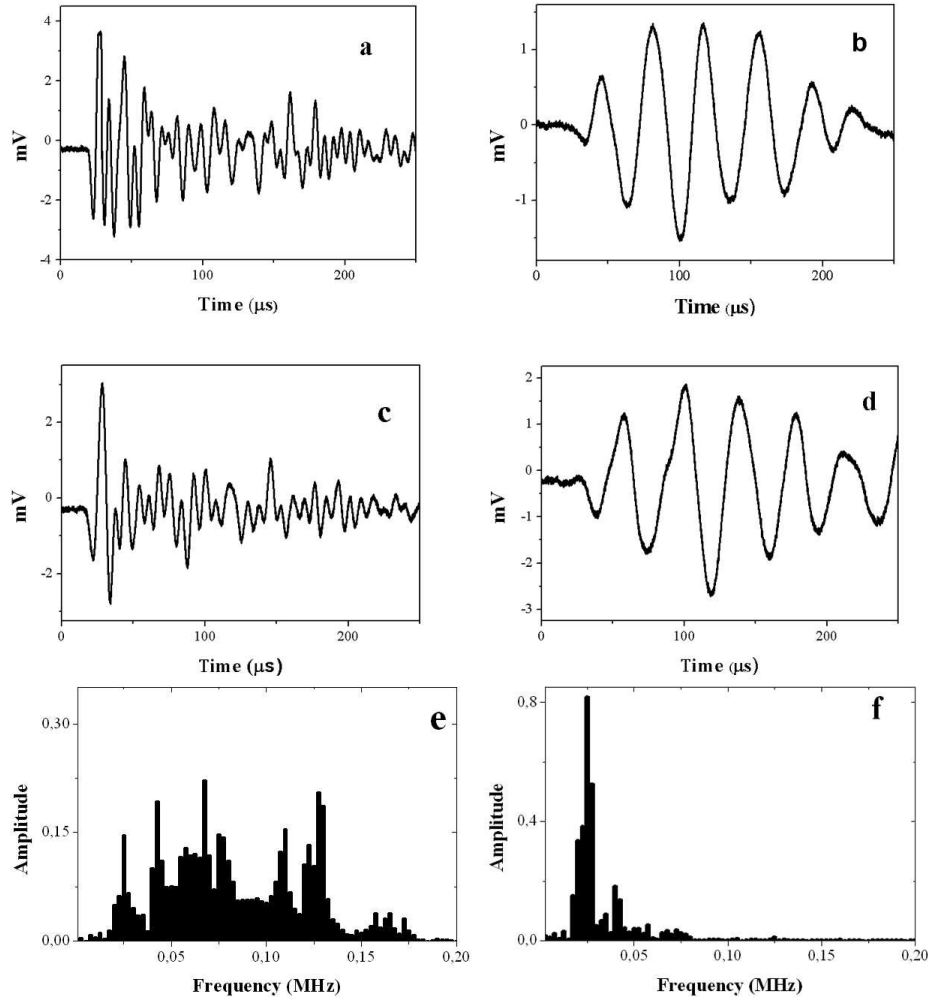 a
4
2
0
-2
-4
mV
0
100
200
Time (μs)
b
1
0
-1
mV
0
100
200
Time (μs)
c
2
0
-2
mV
0
100
200
Time (μs)
d
2
1
0
-1
-2
-3
mV
0
100
200
Time (μs)
e
0.30
0.15
0.00
Amplitude
0,05
0,10
0,15
0,20
Frequency (MHz)
f
0.8
0.4
0.0
Amplitude
0,05
0,10
0,15
0,20
Frequency (MHz)